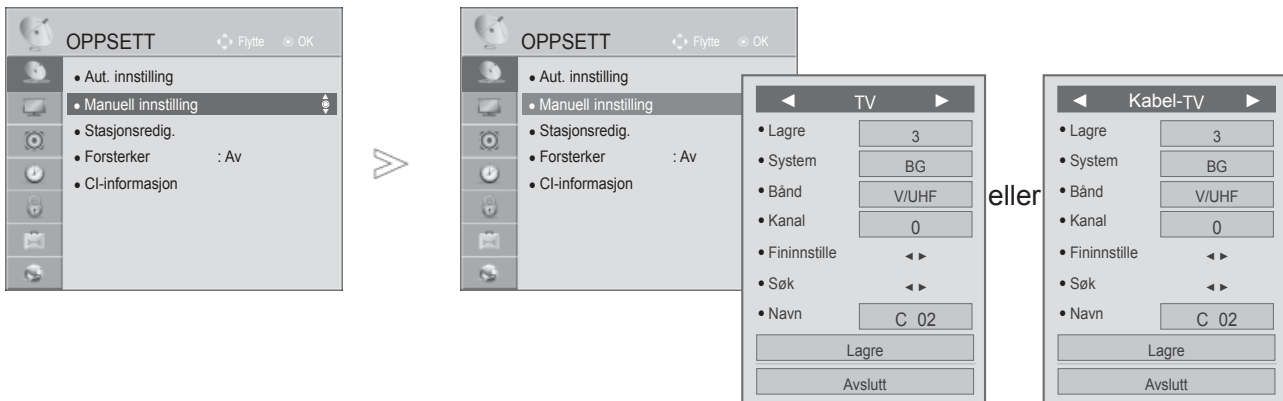 OPPSETT Flytte OK
• Aut. innstilling
• Manuell innstilling
• Stasjonsredig.
• Forsterker : Av
• CI-informasjon
OPPSETT Flytte OK
• Aut. innstilling
• Manuell innstilling
• Stasjonsredig.
• Forsterker : Av
• CI-informasjon
◄ TV ►
• Lagre 3
• System BG
• Bånd V/UHF
• Kanal 0
• Fininnstille ◄ ►
• Søk ◄ ►
• Navn C 02
Lagre
Avslutt
eller
◄ Kabel-TV ►
• Lagre 3
• System BG
• Bånd V/UHF
• Kanal 0
• Fininnstille ◄ ►
• Søk ◄ ►
• Navn C 02
Lagre
Avslutt